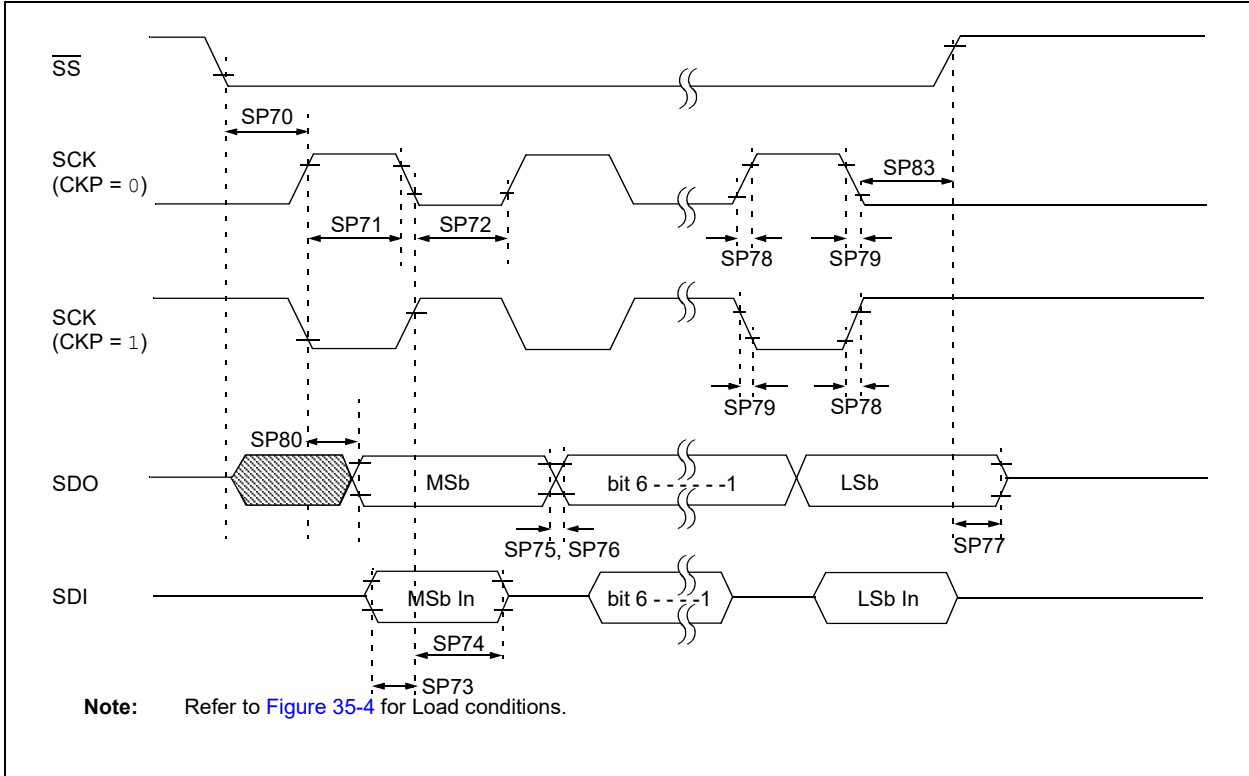 SS
SP70
SCK
(CKP = 0)
SP83
SP71
SP72
SP78
SP79
SCK
(CKP = 1)
SP79
SP78
SP80
SDO
MSb
bit 6 - - - - - -1
LSb
SP75, SP76
SP77
SDI
MSb In
bit 6 - - - -1
LSb In
SP74
SP73
Note: Refer to Figure 35-4 for Load conditions.